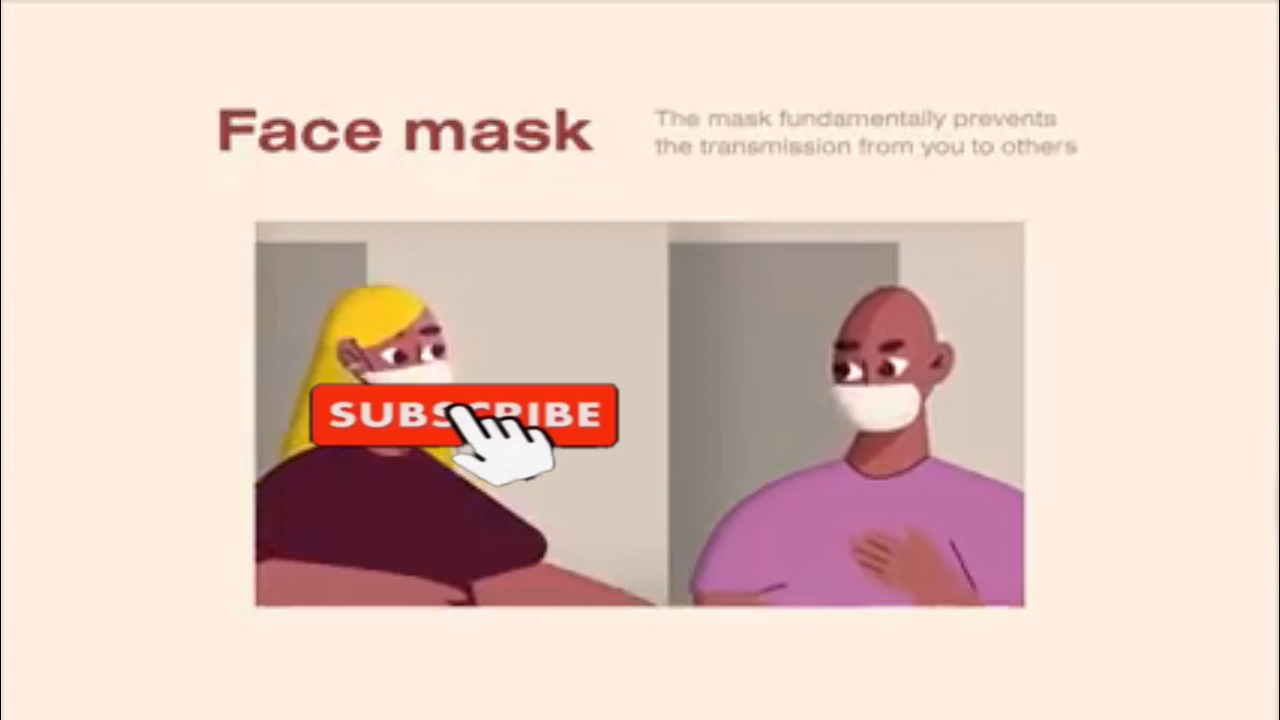 Face mask
The mask fundamentally prevents
the transmission from you to others
SUBSCRIBE